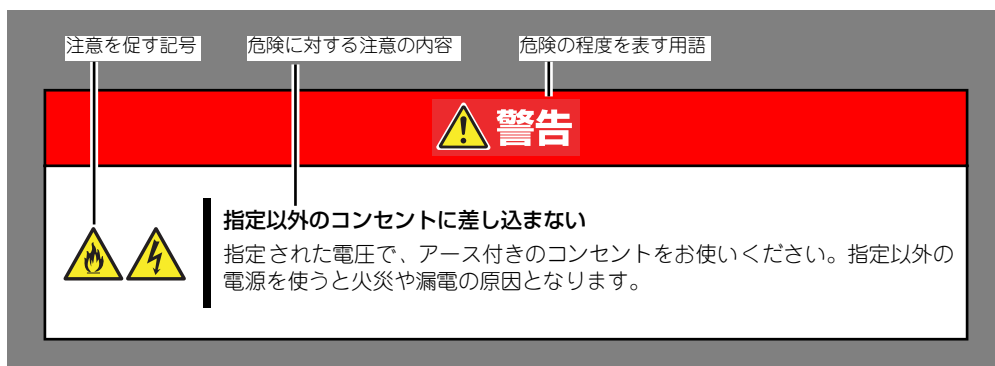 注意を促す記号
危険に対する注意の内容
危険の程度を表す用語
警告
指定以外のコンセントに差し込まない
指定された電圧で、アース付きのコンセントをお使いください。指定以外の
電源を使うと火災や漏電の原因となります。